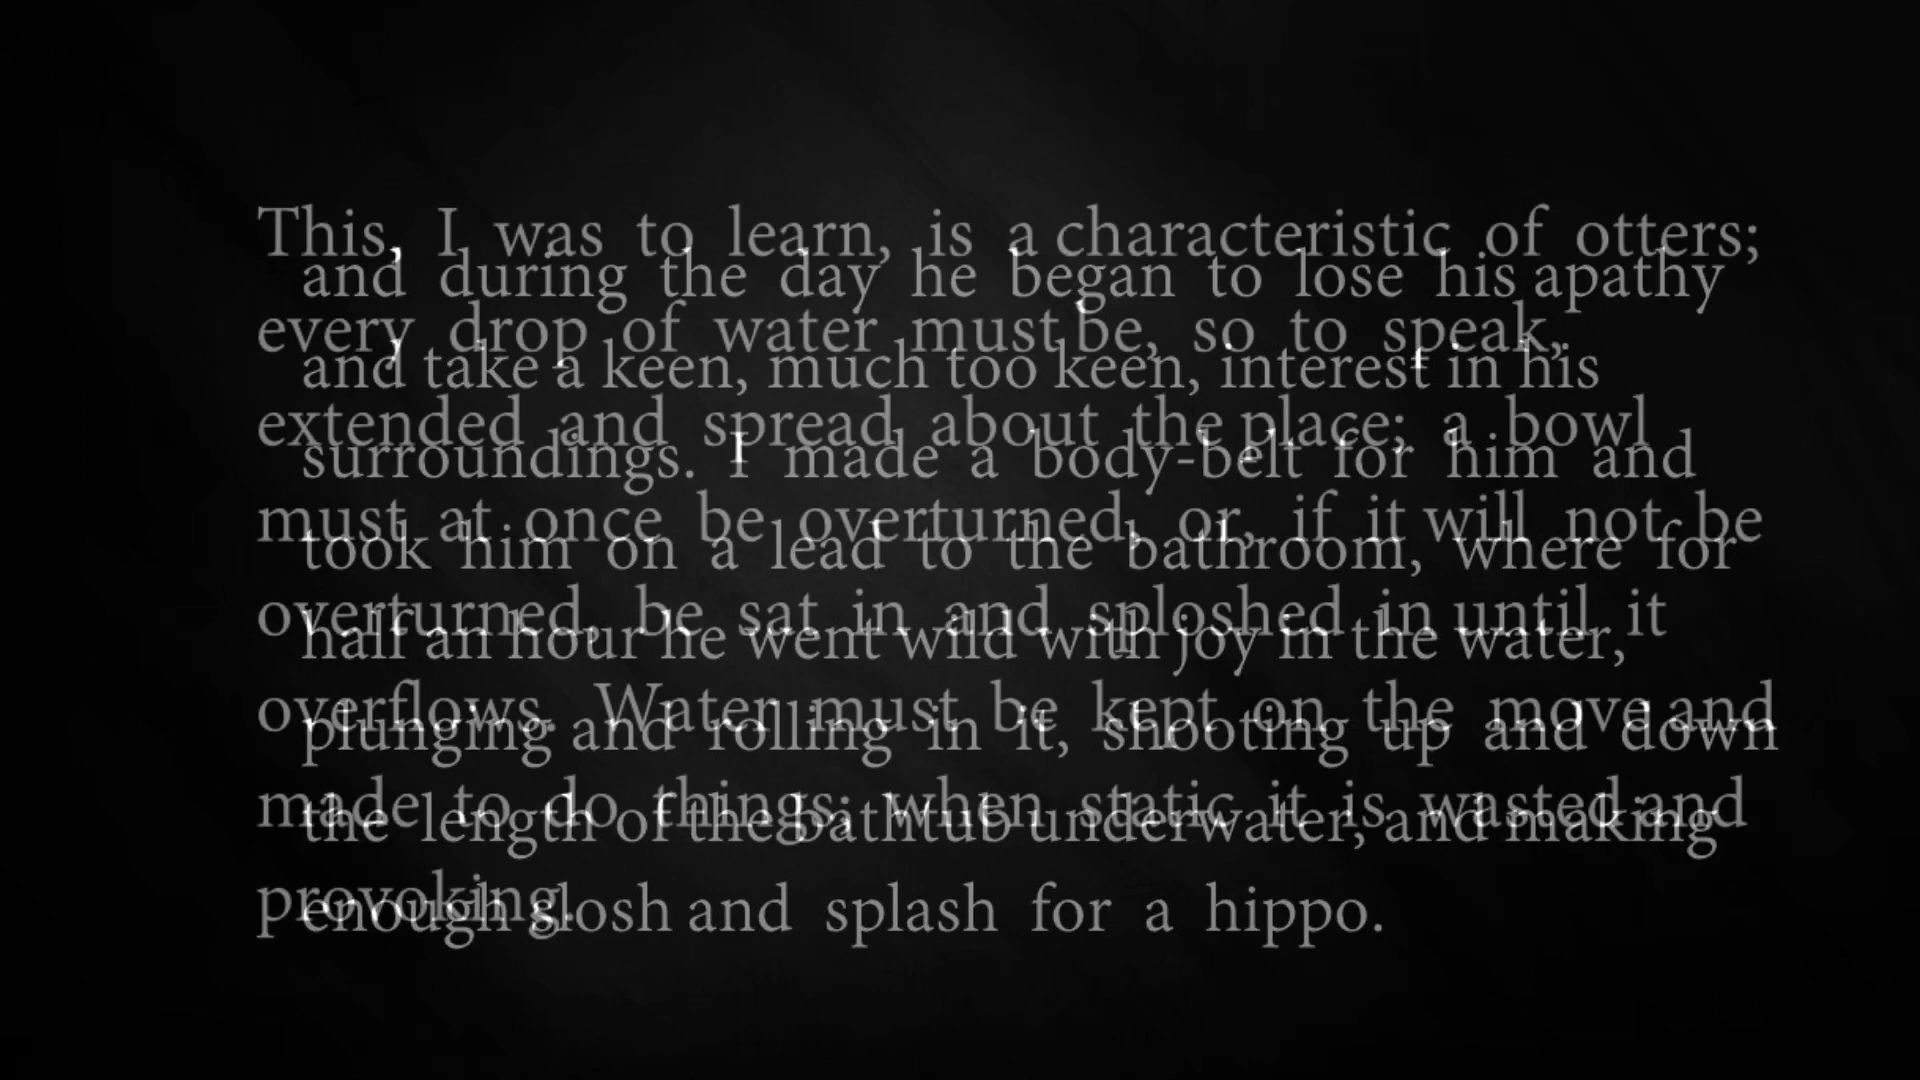 This, I was to learn, is a characteristic of otters;
every drop of water must be, so to speak,
extended and spread about the place; a bowl
must at once be overturned, or, if it will not be
overturned, be sat in and sploshed in until it
overflows. Water must be kept on the move and
made to do things; when static it is wasted and
provoking.
and during the day he began to lose his apathy
and take a keen, much too keen, interest in his
surroundings. I made a body-belt for him and
took him on a lead to the bathroom, where for
half an hour he went wild with joy in the water,
plunging and rolling in it, shooting up and down
the length of the bathtub underwater, and making
enough slosh and splash for a hippo.